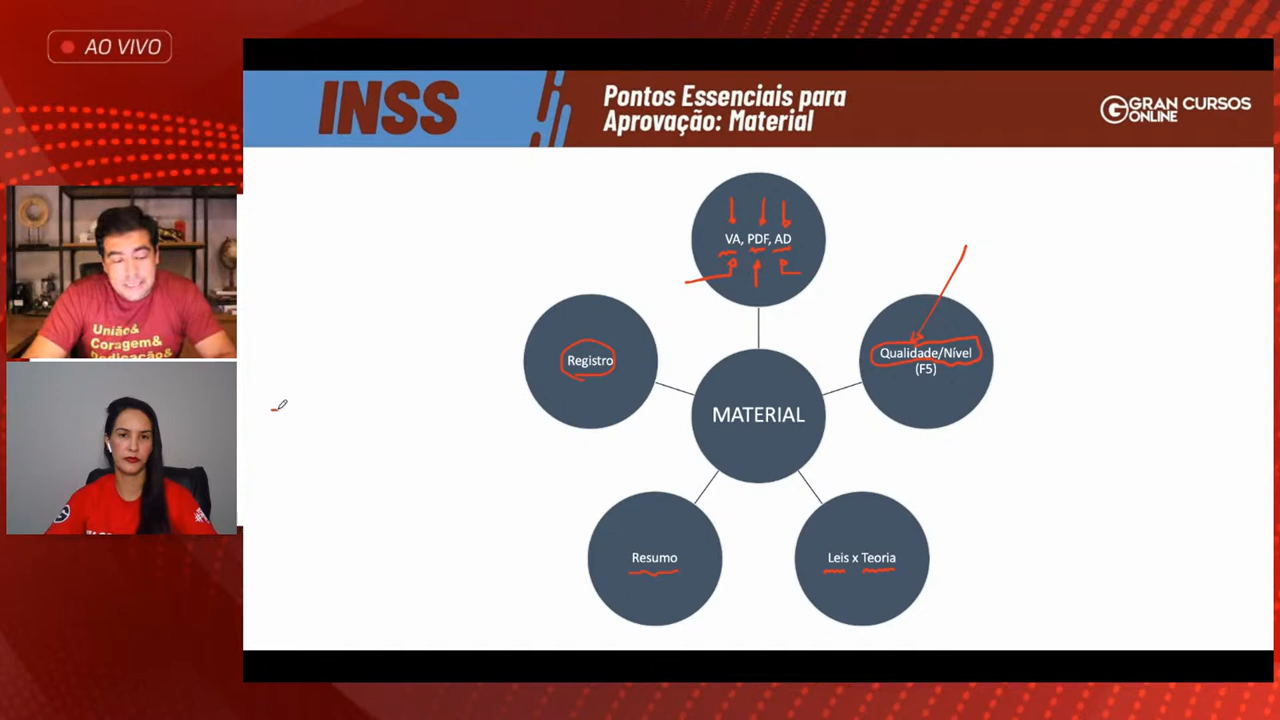 AO VIVO
INSS
Pontos Essenciais para
Aprovação: Material
GRAN CURSOS
ONLINE
VA, PDF, AD
Registro
Qualidade/Nível
(F5)
MATERIAL
Resumo
Leis x Teoria
União&
Coragem&
Dedicação&